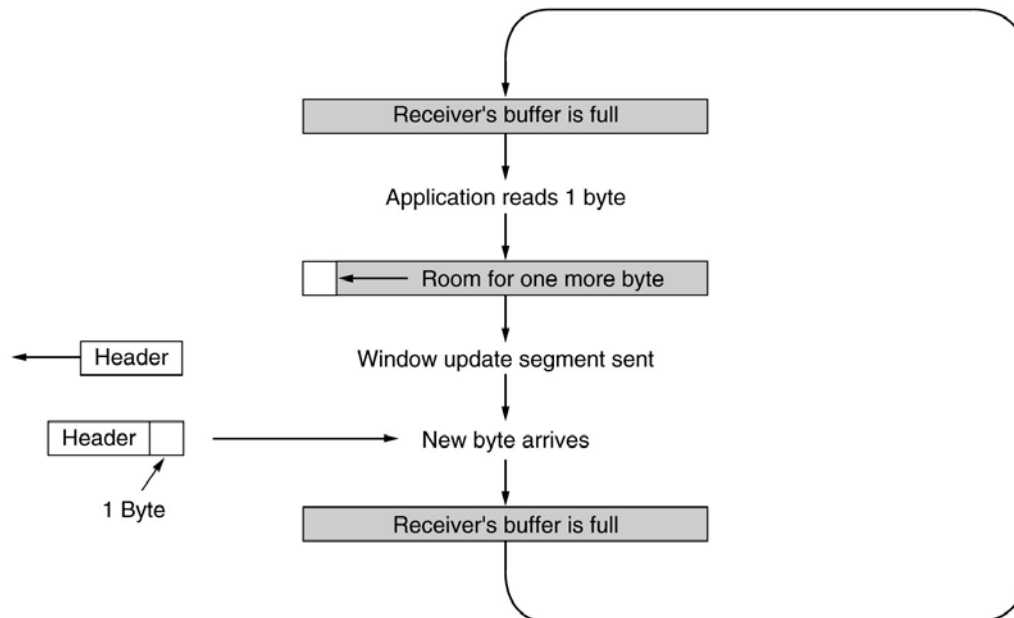 Receiver's buffer is full
Application reads 1 byte
Room for one more byte
Window update segment sent
Header
Header
New byte arrives
1 Byte
Receiver's buffer is full